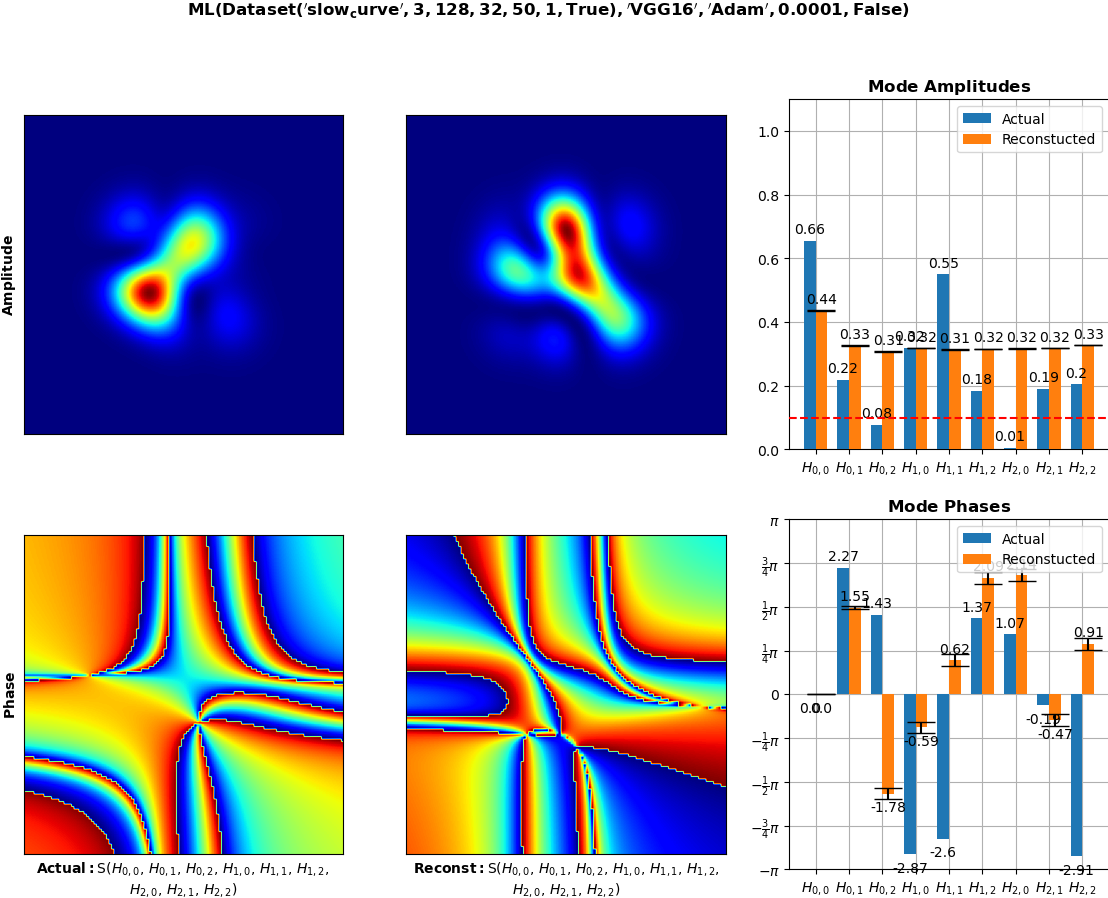 ML(Dataset('slow_curve', 3, 128, 32, 50, 1, True), 'VGG16', 'Adam', 0.0001, False)
Mode Amplitudes
Actual
Reconstucted
1.0
0.8
0.6
0.4
0.2
0.0
0.66
0.44
0.22
0.33
0.08
0.31
0.32
0.32
0.55
0.31
0.18
0.32
0.01
0.32
0.19
0.32
0.2
0.33
H0,0 H0,1 H0,2 H1,0 H1,1 H1,2 H2,0 H2,1 H2,2
Amplitude
Mode Phases
Actual
Reconstucted
π
3/4π
1/2π
1/4π
0
−1/4π
−1/2π
−3/4π
−π
0.0
0.0
2.27
1.55
1.43
-1.78
-2.87
-0.59
-2.6
0.62
1.37
2.09
1.07
-0.19
-0.47
-2.91
0.91
H0,0 H0,1 H0,2 H1,0 H1,1 H1,2 H2,0 H2,1 H2,2
Phase
Actual: S(H0,0, H0,1, H0,2, H1,0, H1,1, H1,2,
H2,0, H2,1, H2,2)
Reconst: S(H0,0, H0,1, H0,2, H1,0, H1,1, H1,2,
H2,0, H2,1, H2,2)